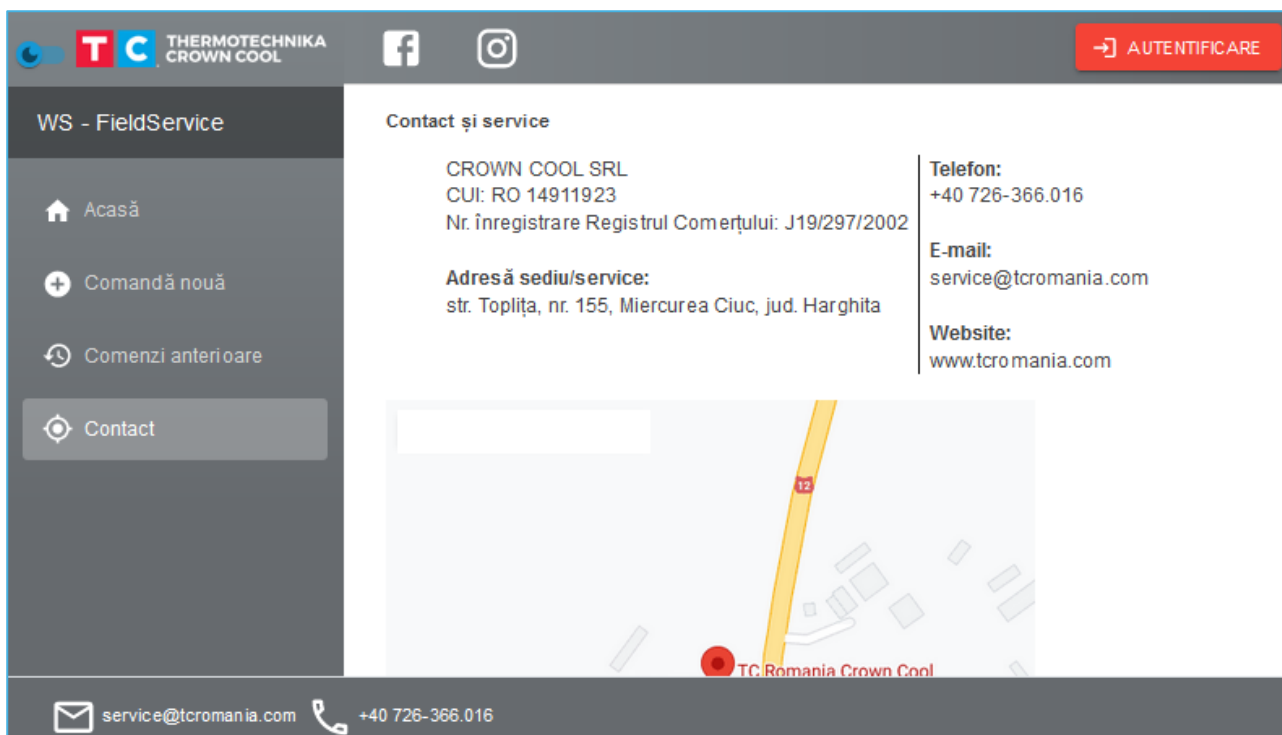 TC THERMOTECHNIKA
CROWN COOL
AUTENTIFICARE
WS - FieldService
Acasă
Comandă nouă
Comenzi anterioare
Contact
Contact și service
CROWN COOL SRL
CUI: RO 14911923
Nr. înregistrare Registrul Comerțului: J19/297/2002
Adresă sediu/service:
str. Toplița, nr. 155, Miercurea Ciuc, jud. Harghita
Telefon:
+40 726-366.016
E-mail:
service@tcromania.com
Website:
www.tcromania.com
12
TC Romania Crown Cool
service@tcromania.com
+40 726-366.016